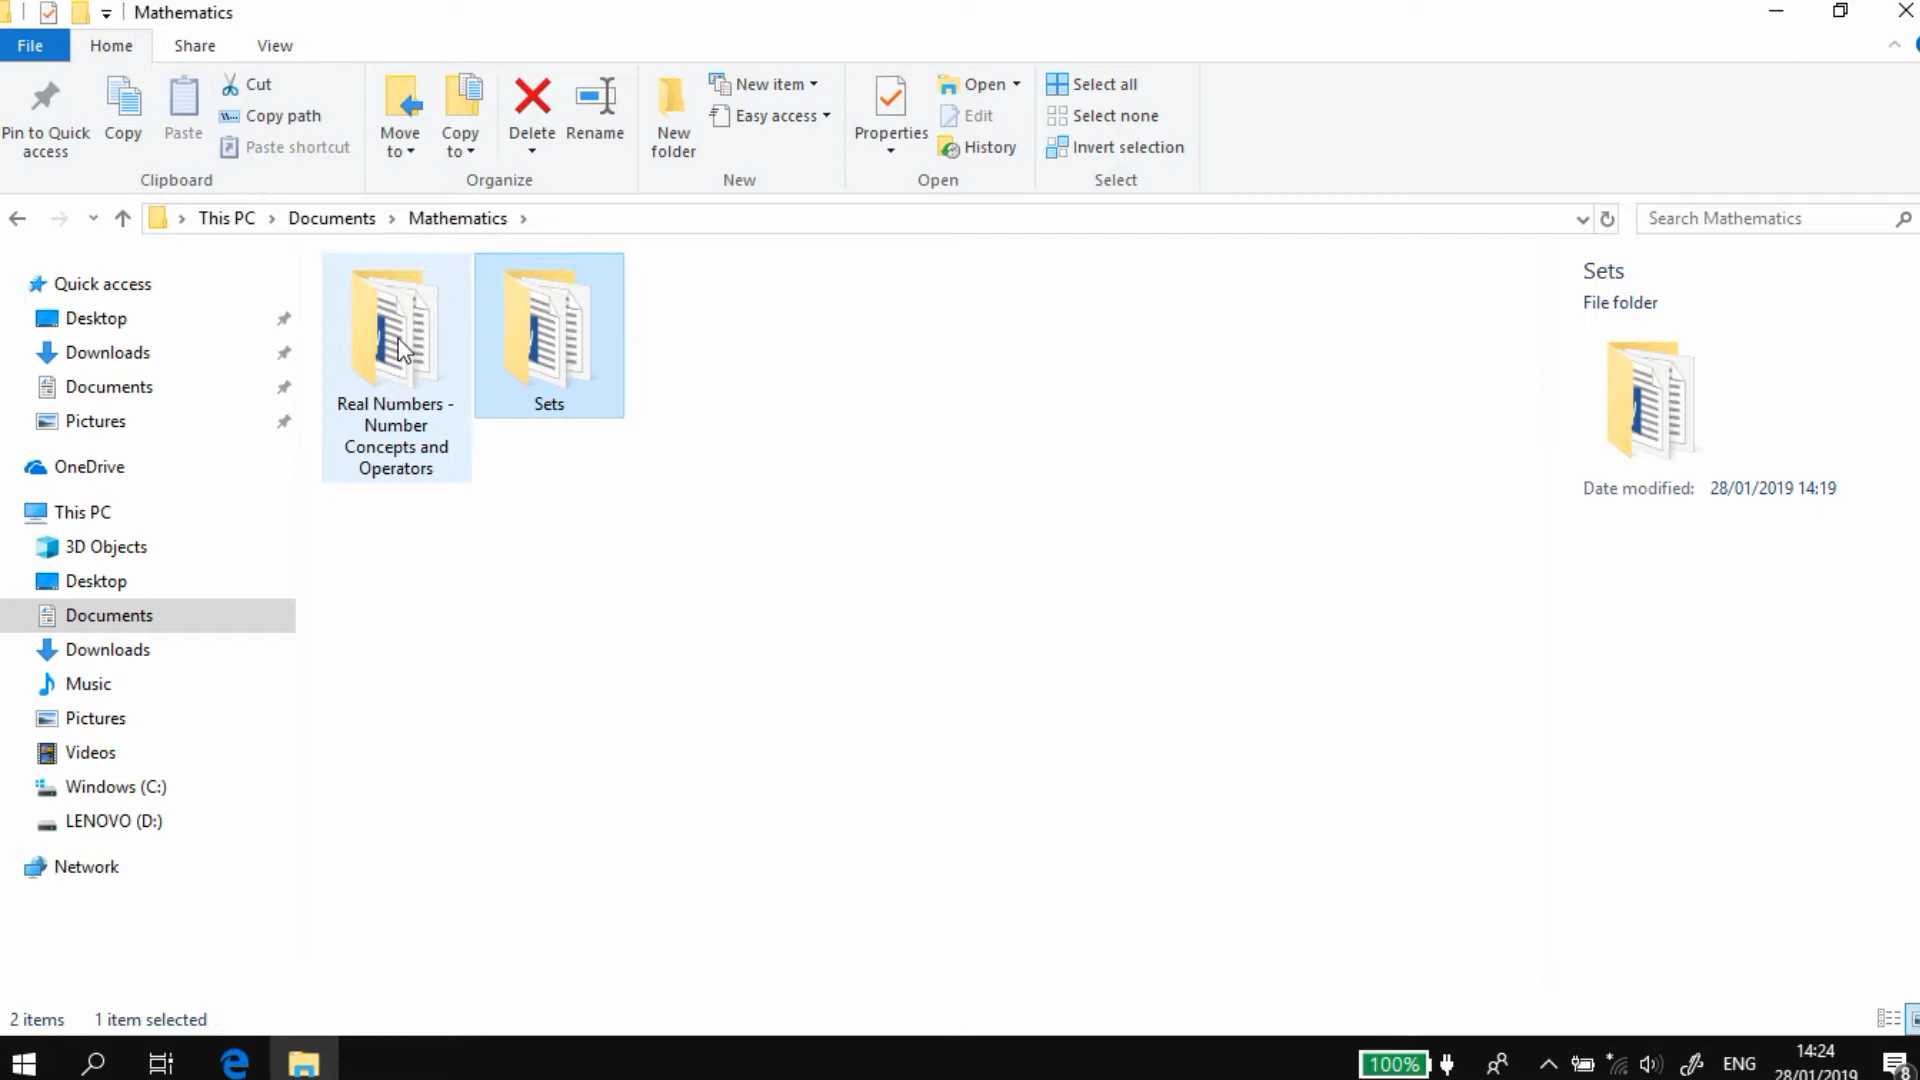 Mathematics
File Home Share View
Pin to Quick access
Copy
Paste
Cut
Copy path
Paste shortcut
Clipboard
Move to
Copy to
Delete
Rename
Organize
New folder
New item
Easy access
New
Properties
Open
Edit
History
Open
Select all
Select none
Invert selection
Select
This PC Documents Mathematics
Search Mathematics
Quick access
Desktop
Downloads
Documents
Pictures
OneDrive
This PC
3D Objects
Desktop
Documents
Downloads
Music
Pictures
Videos
Windows (C:)
LENOVO (D:)
Network
Real Numbers -
Number
Concepts and
Operators
Sets
Sets
File folder
Date modified: 28/01/2019 14:19
2 items 1 item selected
100% ENG 14:24
28/01/2019
8